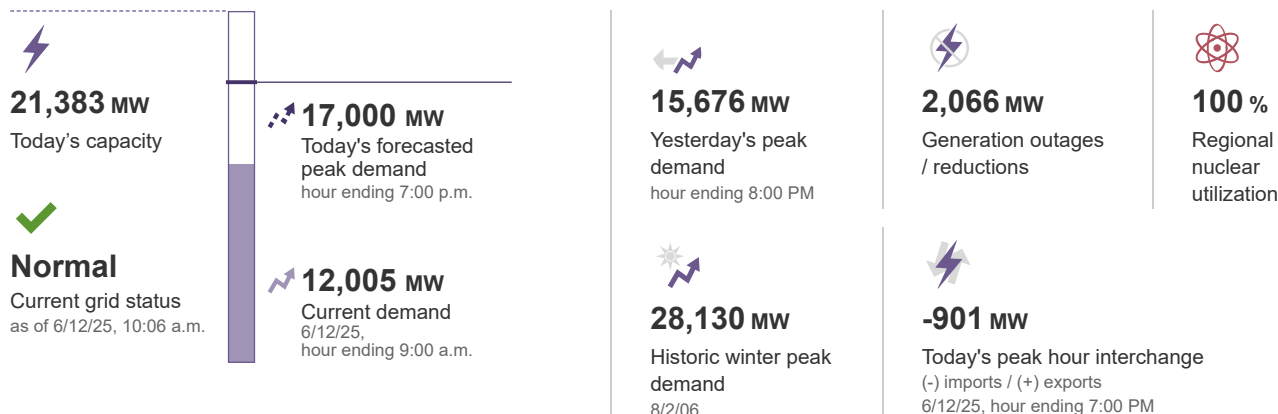 21,383 MW
Today's capacity
Normal
Current grid status
as of 6/12/25, 10:06 a.m.
17,000 MW
Today's forecasted
peak demand
hour ending 7:00 p.m.
12,005 MW
Current demand
6/12/25,
hour ending 9:00 a.m.
15,676 MW
Yesterday's peak
demand
hour ending 8:00 PM
2,066 MW
Generation outages
/ reductions
100 %
Regional
nuclear
utilization
28,130 MW
Historic winter peak
demand
8/2/06
-901 MW
Today's peak hour interchange
(-) imports / (+) exports
6/12/25, hour ending 7:00 PM